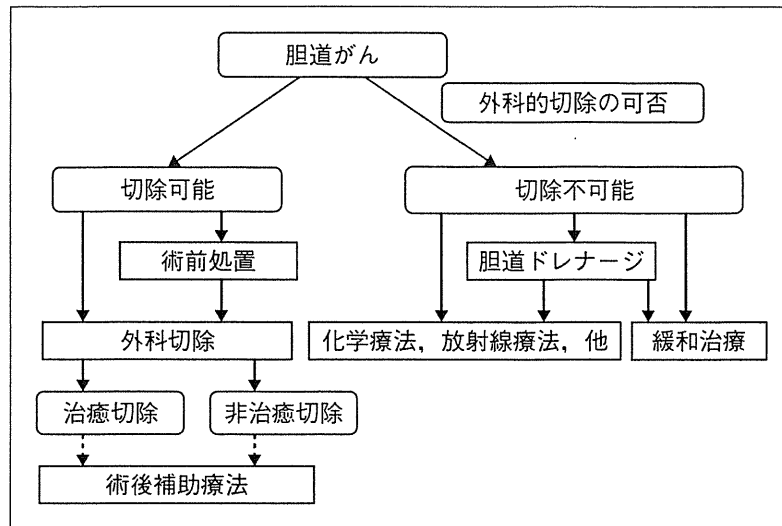 胆道がん
外科的切除の可否
切除可能
切除不可能
術前処置
胆道ドレナージ
外科切除
化学療法，放射線療法，他
緩和治療
治癒切除
非治癒切除
術後補助療法